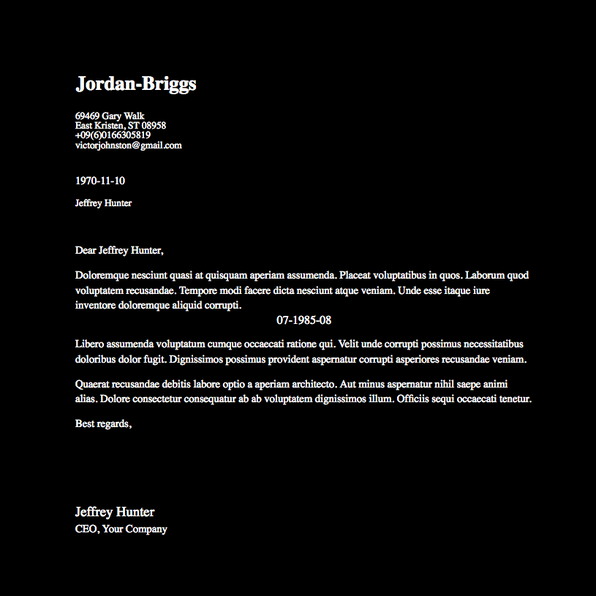 Jordan-Briggs
69469 Gary Walk
East Kristen, ST 08958
+09(6)0166305819
victorjohnston@gmail.com
1970-11-10
Jeffrey Hunter
Dear Jeffrey Hunter,
Doloremque nesciunt quasi at quisquam aperiam assumenda. Placeat voluptatibus in quos. Laborum quod
voluptatem recusandae. Tempore modi facere dicta nesciunt atque veniam. Unde esse itaque iure
inventore doloremque aliquid corrupti.
07-1985-08
Libero assumenda voluptatum cumque occaecati ratione qui. Velit unde corrupti possimus necessitatibus
doloribus dolor fugit. Dignissimos possimus provident aspernatur corrupti asperiores recusandae veniam.
Quaerat recusandae debitis labore optio a aperiam architecto. Aut minus aspernatur nihil saepe animi
alias. Dolore consectetur consequatur ab ab voluptatem dignissimos illum. Officiis sequi occaecati tenetur.
Best regards,
Jeffrey Hunter
CEO, Your Company